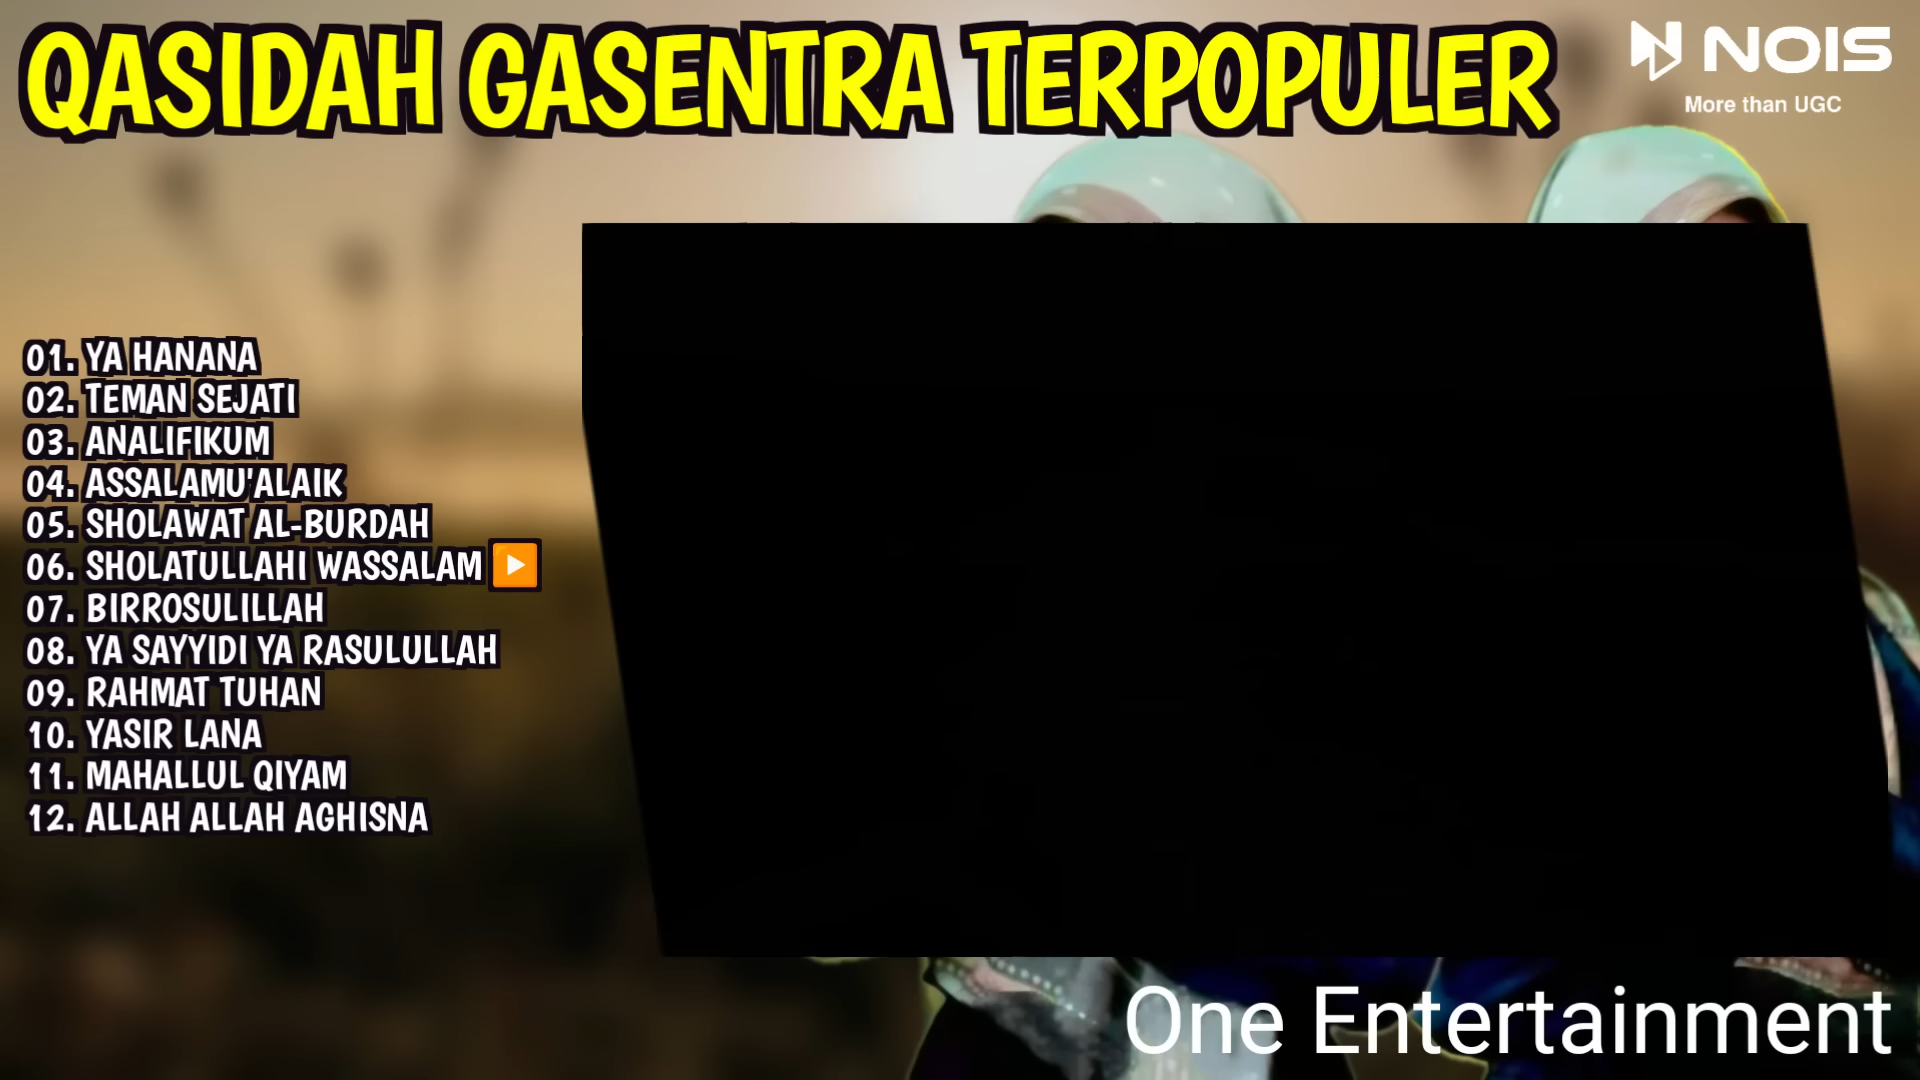 QASIDAH GASENTRA TERPOPULER
NOIS
More than UGC
01. YA HANANA
02. TEMAN SEJATI
03. ANALIFIKUM
04. ASSALAMU'ALAIK
05. SHOLAWAT AL-BURDAH
06. SHOLATULLAHI WASSALAM
07. BIRROSULILLAH
08. YA SAYYIDI YA RASULULLAH
09. RAHMAT TUHAN
10. YASIR LANA
11. MAHALLUL QIYAM
12. ALLAH ALLAH AGHISNA
One Entertainment